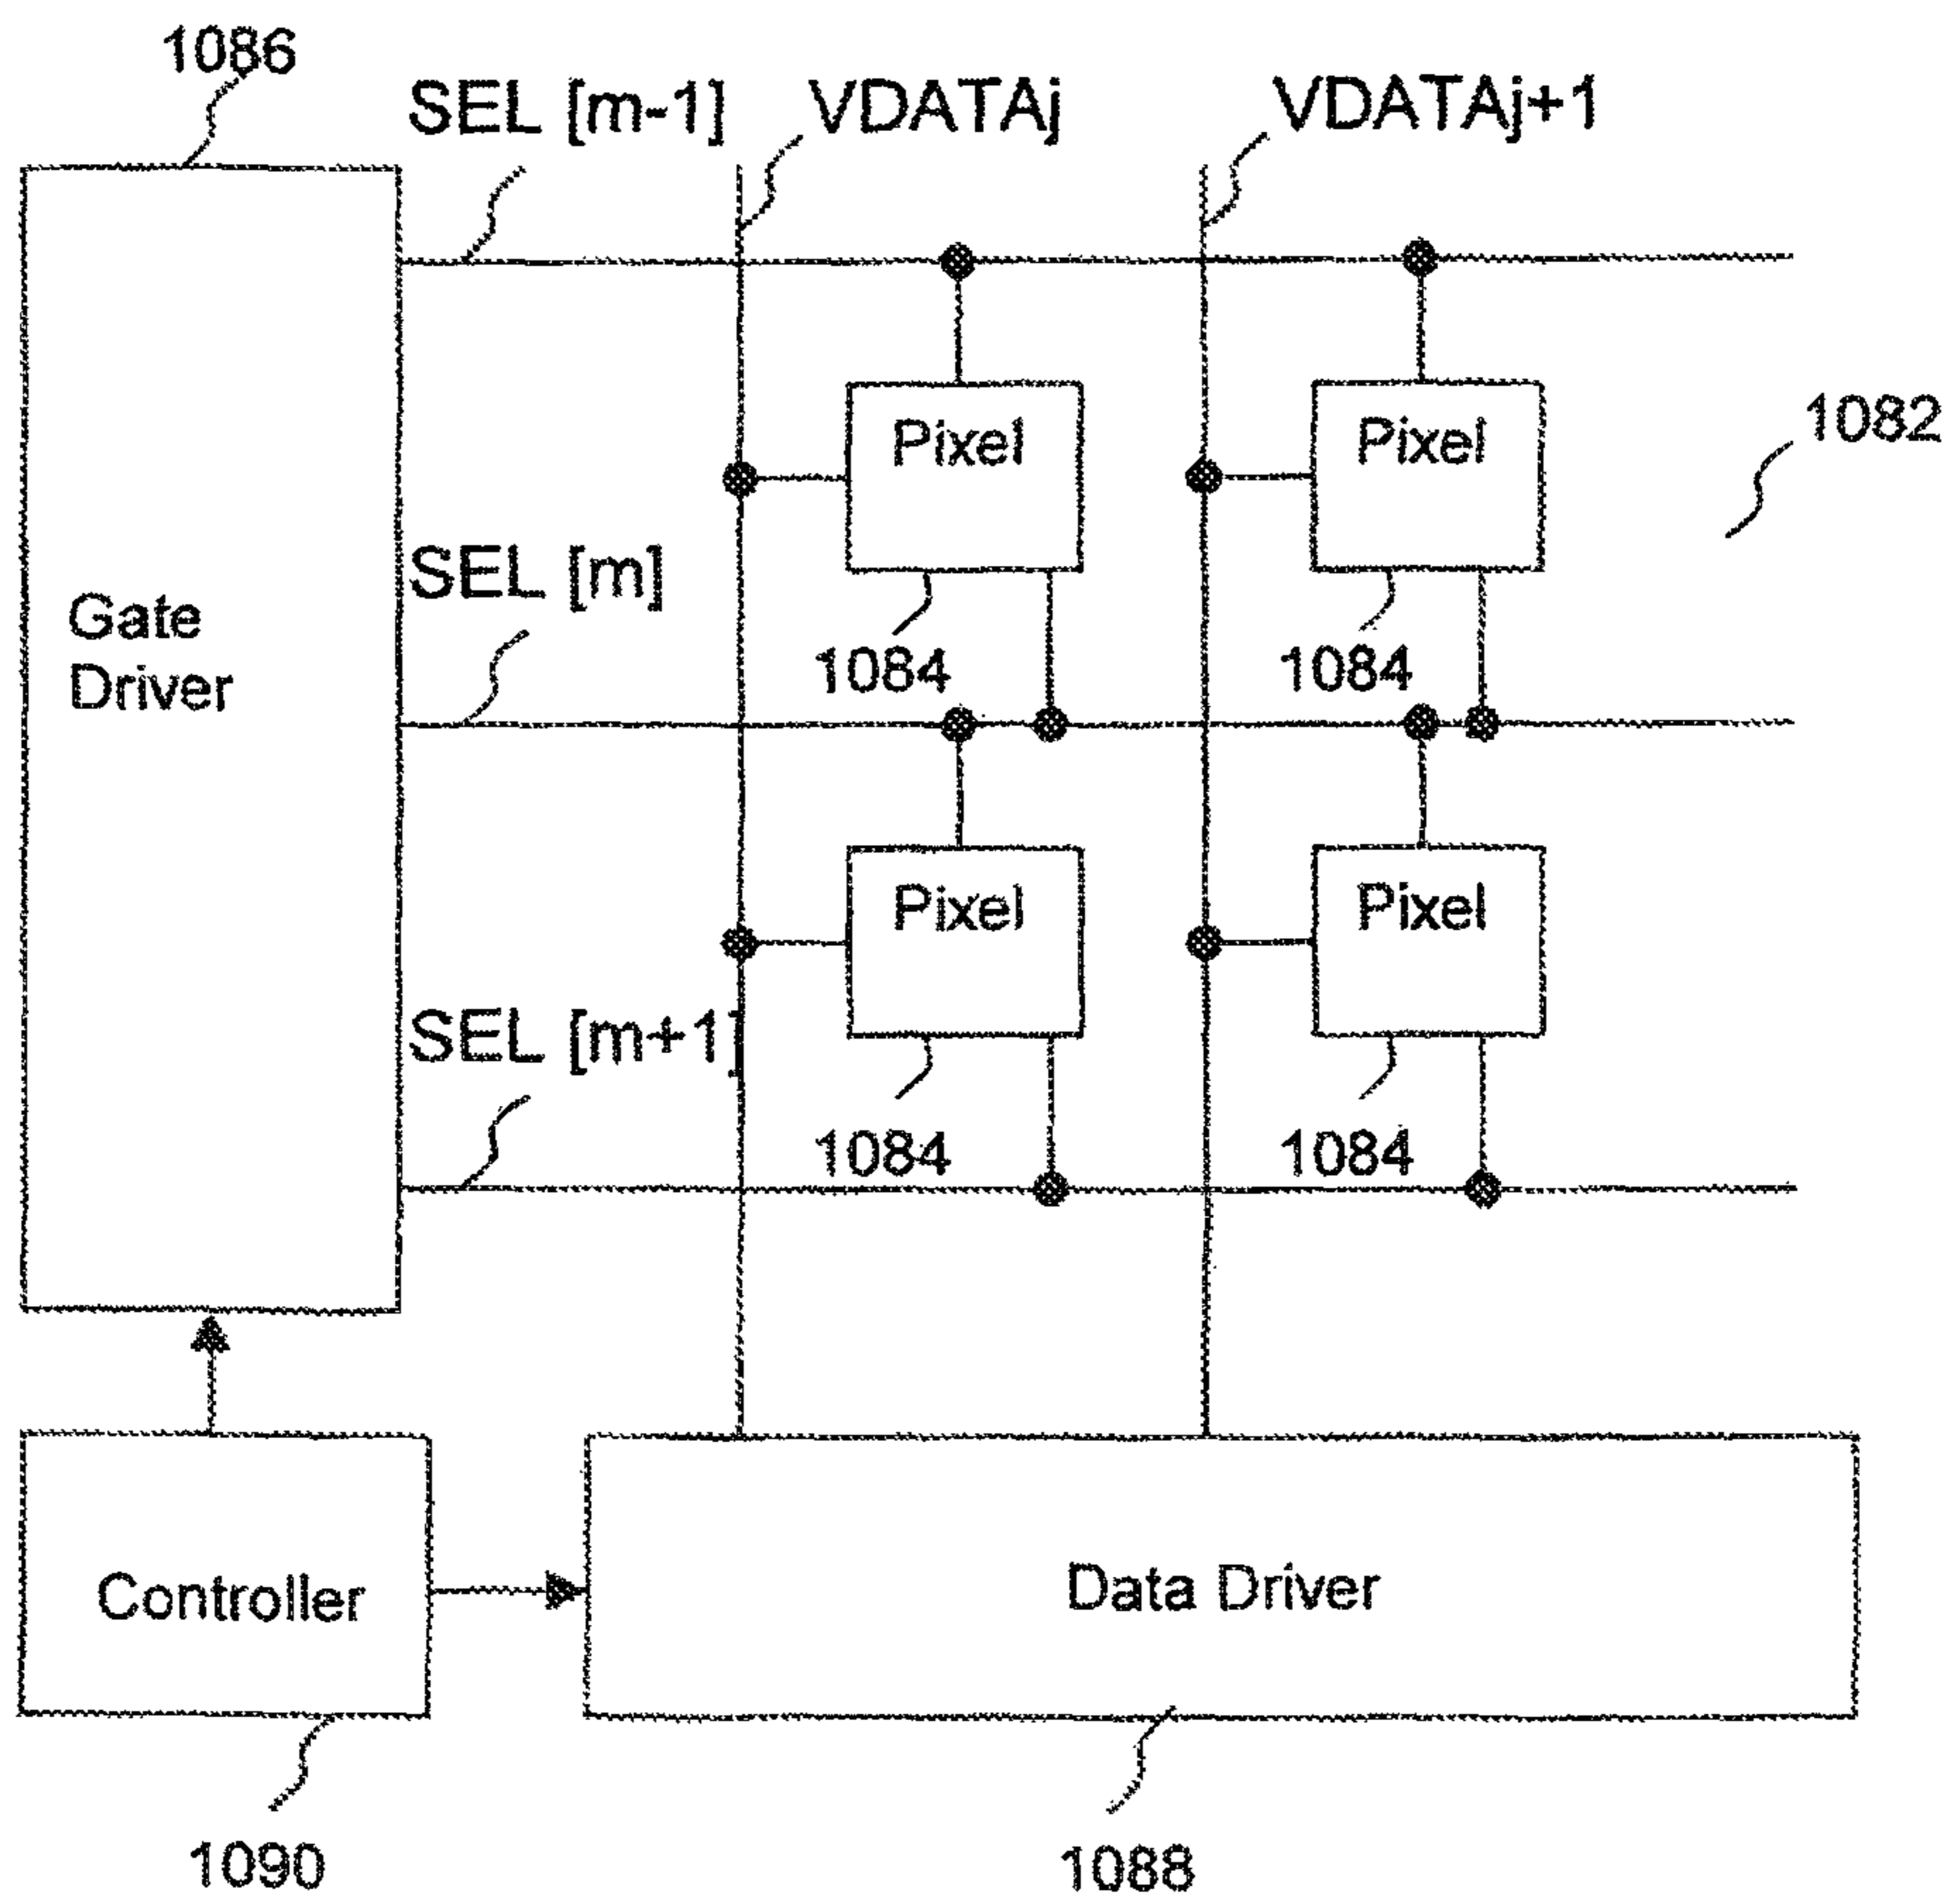 1086
SEL [m-1]
VDATAj
VDATAj+1
Pixel
Pixel
1082
SEL [m]
Gate
Driver
1084
1084
Pixel
Pixel
SEL [m+1]
1084
1084
Controller
Data Driver
1090
1088